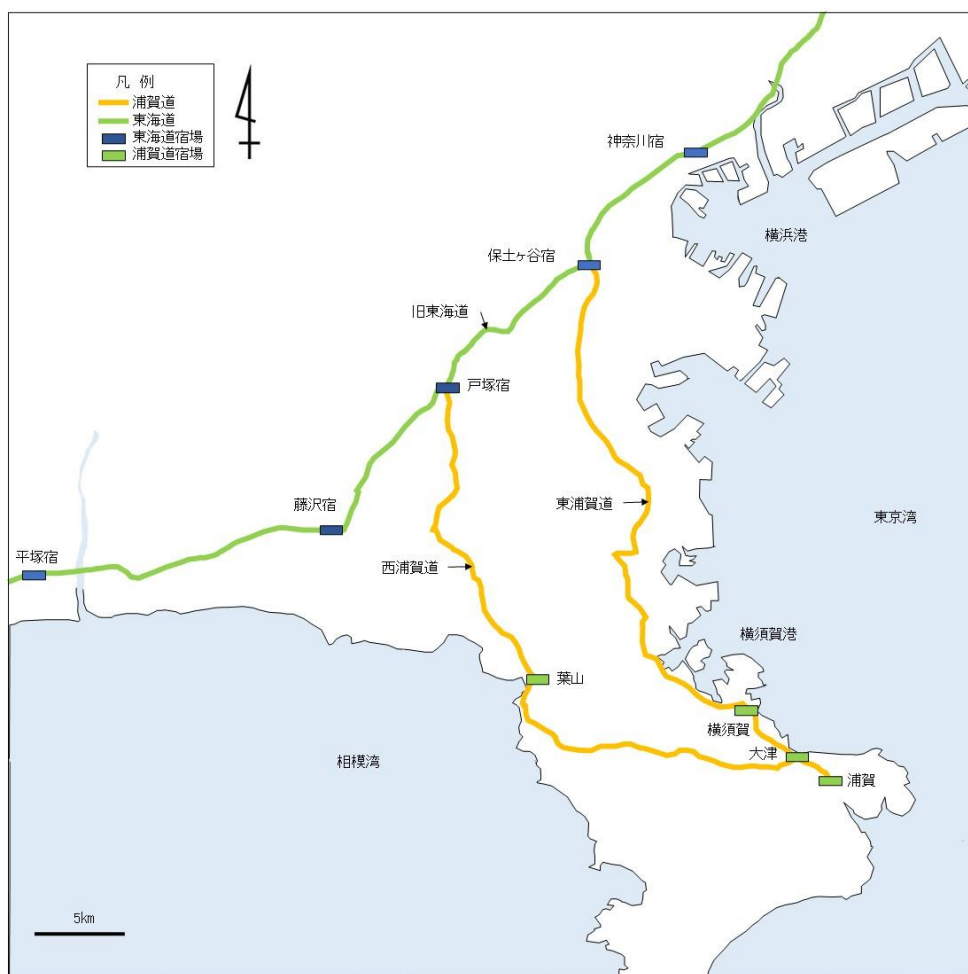 凡 例
浦賀道
東海道
東海道宿場
浦賀道宿場
神奈川宿
横浜港
保土ヶ谷宿
旧東海道
戸塚宿
東浦賀道
藤沢宿
東京湾
平塚宿
西浦賀道
横須賀港
葉山
横須賀
大津
相模湾
浦賀
5km